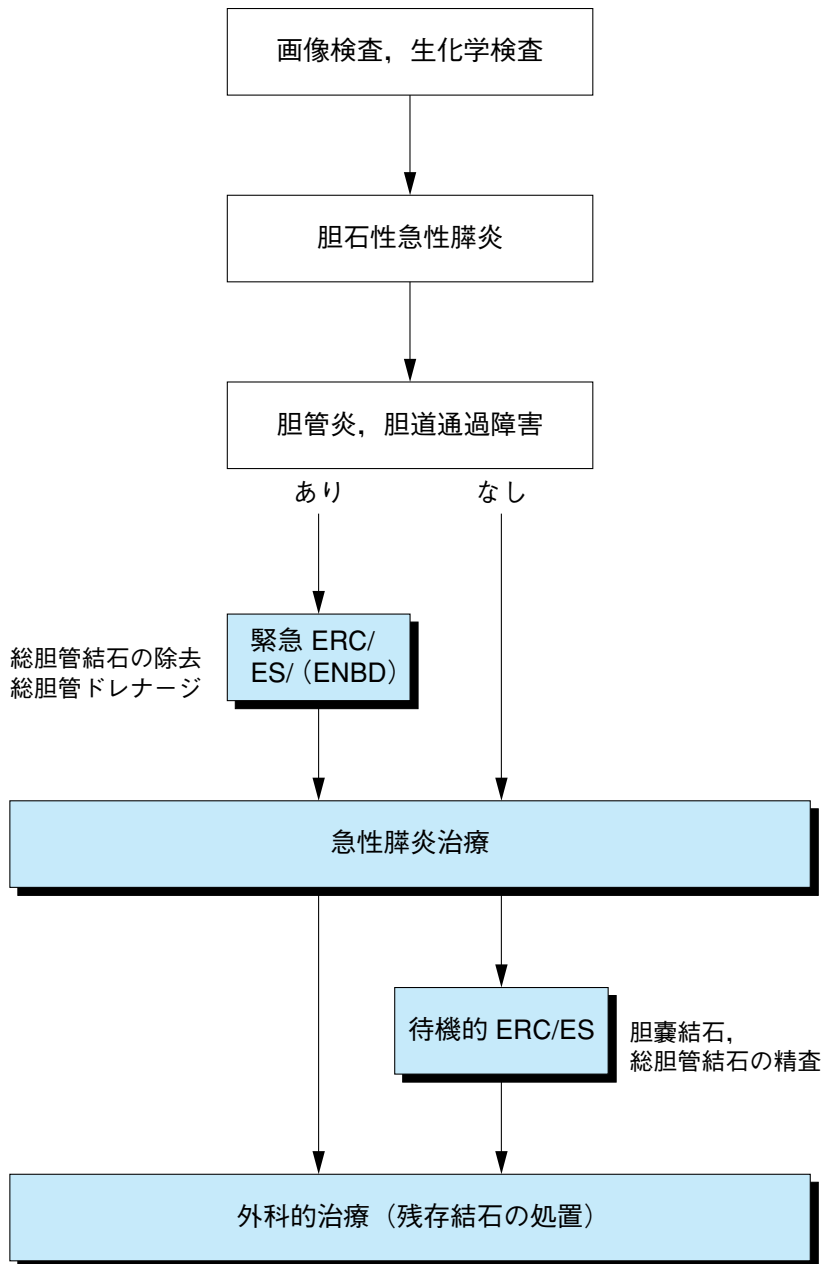 画像検査，生化学検査
胆石性急性膵炎
胆管炎，胆道通過障害
あり
なし
緊急 ERC/
ES/（ENBD）
総胆管結石の除去
総胆管ドレナージ
急性膵炎治療
待機的 ERC/ES
胆嚢結石，
総胆管結石の精査
外科的治療（残存結石の処置）